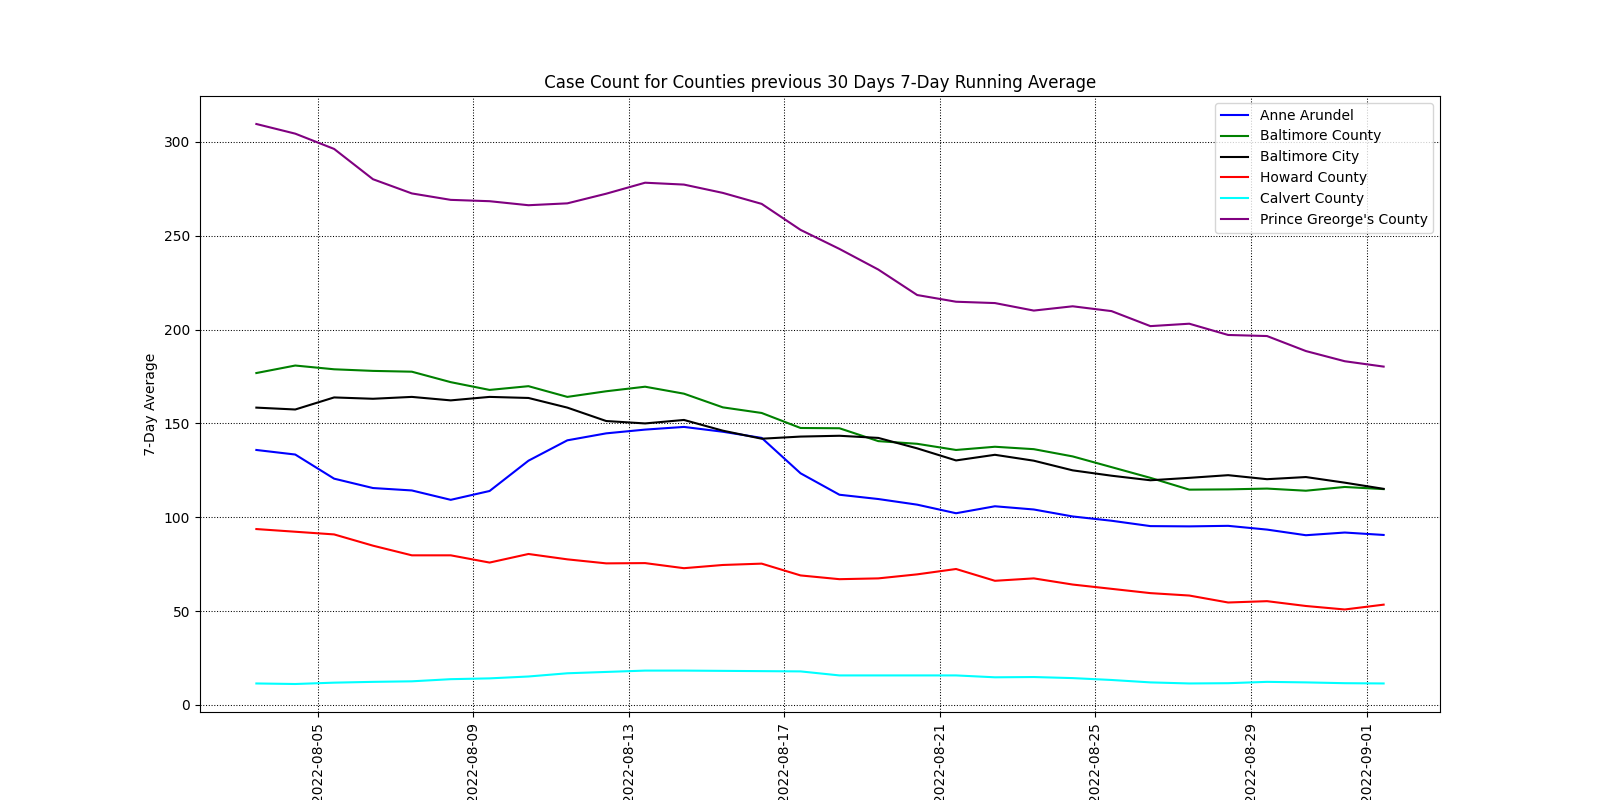 Case Count for Counties previous 30 Days 7-Day Running Average
Anne Arundel
Baltimore County
Baltimore City
Howard County
Calvert County
Prince Greorge's County
7-Day Average
300
250
200
150
100
50
0
2022-08-05
2022-08-09
2022-08-13
2022-08-17
2022-08-21
2022-08-25
2022-08-29
2022-09-01